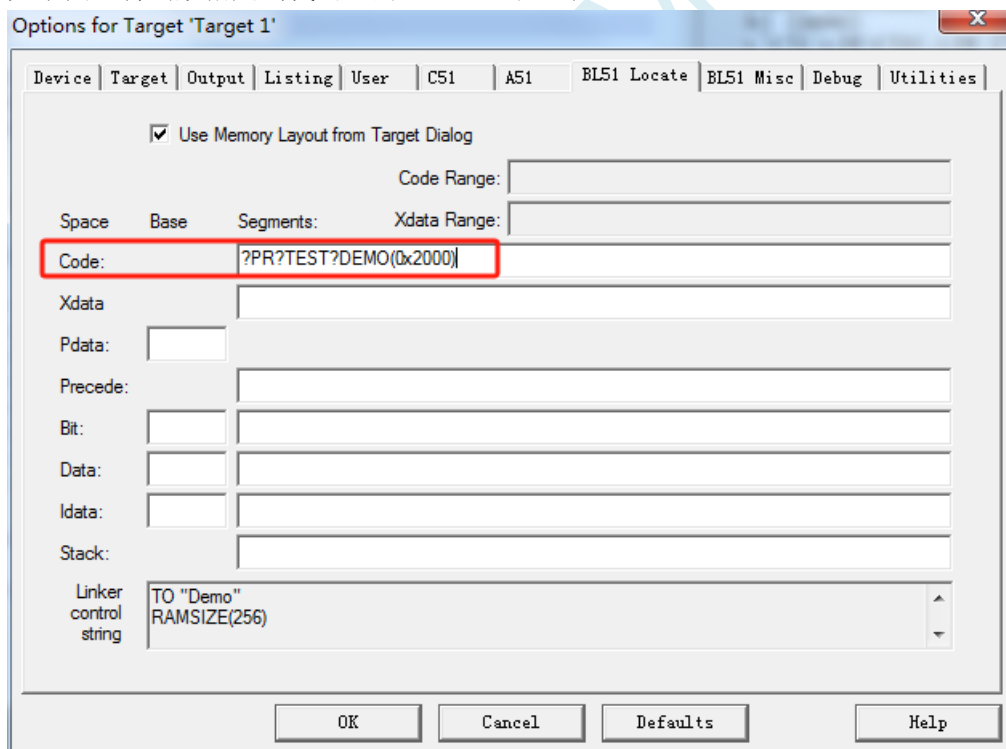 Options for Target 'Target 1'
Device Target Output Listing User C51 A51 BL51 Locate BL51 Misc Debug Utilities
Use Memory Layout from Target Dialog
Code Range:
Space Base Segments: Xdata Range:
Code: ?PR?TEST?DEMO(0x2000)
Xdata
Pdata:
Precede:
Bit:
Data:
Idata:
Stack:
Linker control string
TO "Demo"
RAMSIZE(256)
OK Cancel Defaults Help